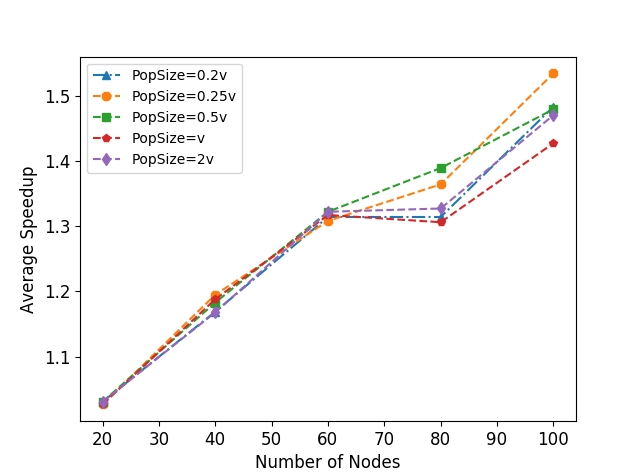 PopSize=0.2v
PopSize=0.25v
PopSize=0.5v
PopSize=v
PopSize=2v
1.5
1.4
1.3
1.2
1.1
Average Speedup
20 30 40 50 60 70 80 90 100
Number of Nodes